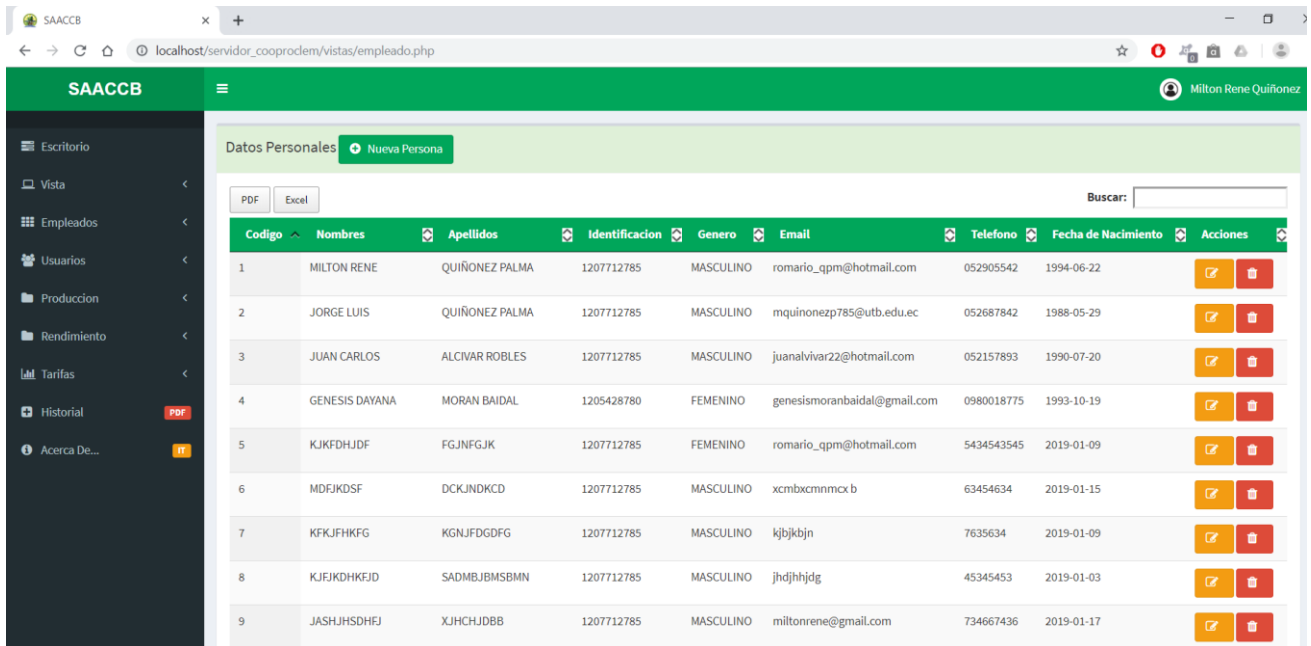 SAACCB
localhost/servidor_cooproclem/vistas/empleado.php
SAACCB
Milton Rene Quiñonez
Escritorio
Vista
Empleados
Usuarios
Produccion
Rendimiento
Tarifas
Historial PDF
Acerca De... IT
Datos Personales Nueva Persona
PDF Excel Buscar:
Codigo Nombres Apellidos Identificacion Genero Email Telefono Fecha de Nacimiento Acciones
1 MILTON RENE QUIÑONEZ PALMA 1207712785 MASCULINO romario_qpm@hotmail.com 052905542 1994-06-22
2 JORGE LUIS QUIÑONEZ PALMA 1207712785 MASCULINO mquinonezp785@utb.edu.ec 052687842 1988-05-29
3 JUAN CARLOS ALCIVAR ROBLES 1207712785 MASCULINO juanalvivar22@hotmail.com 052157893 1990-07-20
4 GENESIS DAYANA MORAN BAIDAL 1205428780 FEMENINO genesismoranbaidal@gmail.com 0980018775 1993-10-19
5 KJKFDHJDF FGJNFGJK 1207712785 FEMENINO romario_qpm@hotmail.com 5434543545 2019-01-09
6 MDFJKDSF DCKJNDKCD 1207712785 MASCULINO xcmbxcmnmcx b 63454634 2019-01-15
7 KFKJFHKFG KGNJFDGDFG 1207712785 MASCULINO kjbjkbjn 7635634 2019-01-09
8 KJFJKDHKFJD SADMBJBMSBMN 1207712785 MASCULINO jhdjhhjdg 45345453 2019-01-03
9 JASHJHSDHFJ XJHCHJDBB 1207712785 MASCULINO miltonrene@gmail.com 734667436 2019-01-17